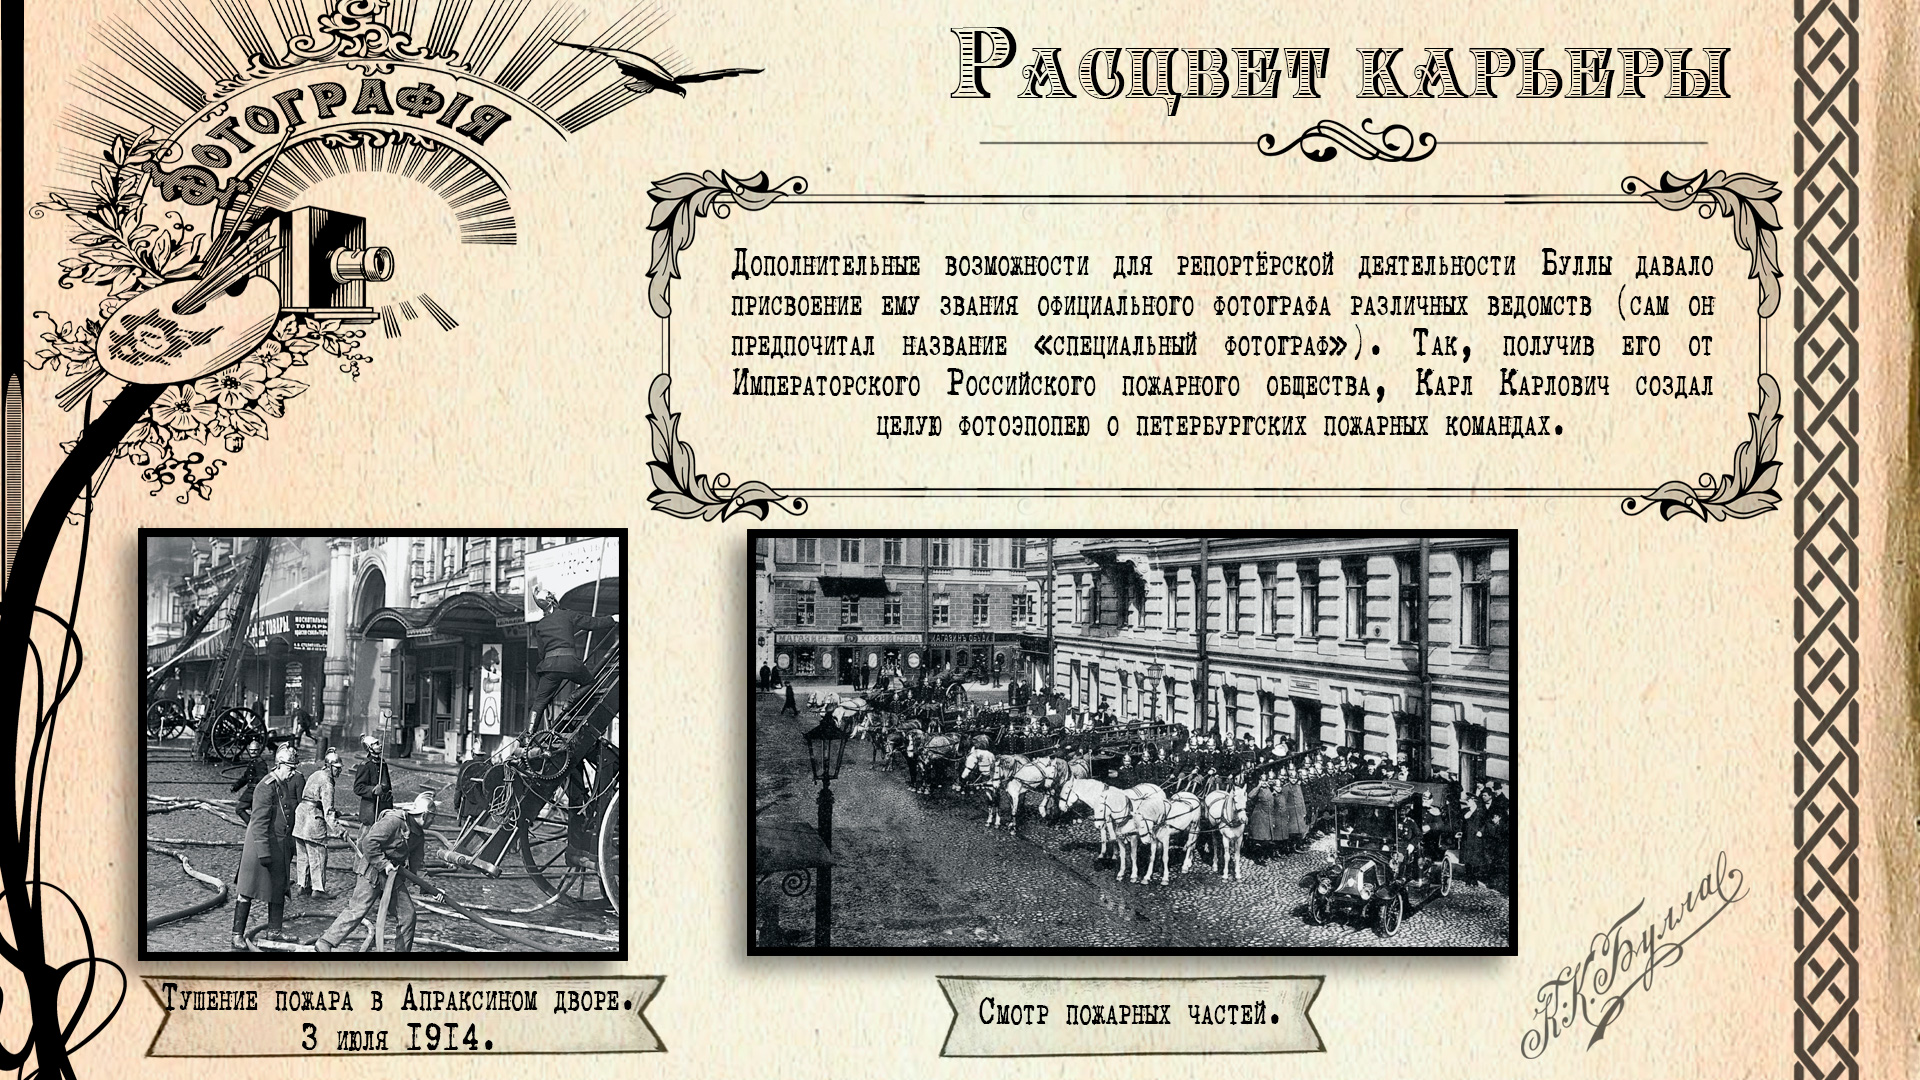 ФОТОГРАФІЯ
Расцвет карьеры
Дополнительные возможности для репортёрской деятельности Буллы давало
присвоение ему звания официального фотографа различных ведомств (сам он
предпочитал название «специальный фотограф»). Так, получив его от
Императорского Российского пожарного общества, Карл Карлович создал
целую фотоэпопею о петербургских пожарных командах.
ТОВАРЫ
МАГАЗИНЪ
Тушение пожара в Апраксином дворе.
3 июля 1914.
Смотр пожарных частей.
К.К.Булла